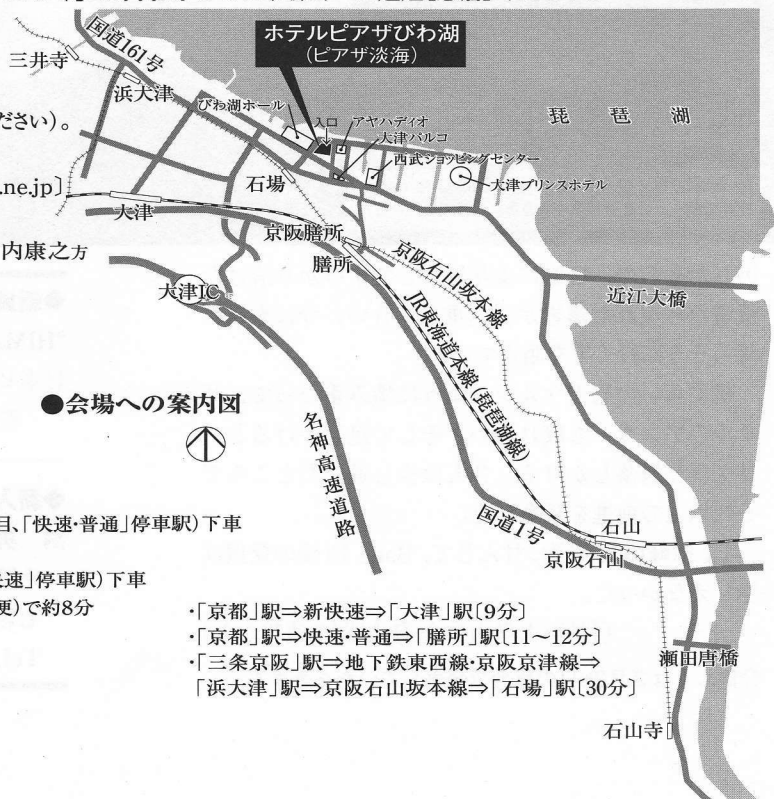 ホテルピアザびわ湖
(ピアザ淡海)
国道161号
三井寺
浜大津
びわ湖ホール
入口
アヤハディオ
大津パルコ
西武ショッピングセンター
大津プリンスホテル
琵琶湖
ださい)。
石場
.ne.jp〕
大津
京阪膳所
膳所
内康之方
京阪石山坂本線
大津IC
近江大橋
JR東海道本線(琵琶湖線)
●会場への案内図
名神高速道路
国道1号
目、「快速・普通」停車駅)下車
石山
京阪石山
快速」停車駅)下車
便)で約8分
・「京都」駅⇒新快速⇒「大津」駅〔9分〕
・「京都」駅⇒快速・普通⇒「膳所」駅〔11〜12分〕
・「三条京阪」駅⇒地下鉄東西線・京阪京津線⇒
「浜大津」駅⇒京阪石山坂本線⇒「石場」駅〔30分〕
瀬田唐橋
石山寺